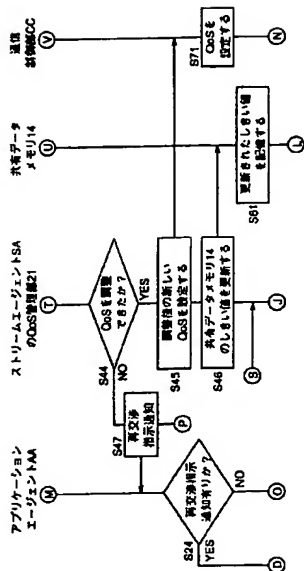 アプリケーション
エージェントAA
ストリームエージェントSA
のQoS管理部21
共有データ
メモリ14
通信
制御部CC
M
T
U
V
S44
QoSを調整
できたか?
NO
YES
S47
再交渉
指示通知
P
S45
調整後の新しい
QoSを設定する
S71
QoSを
設定する
N
S24
再交渉指示
通知有りか?
YES
NO
D
O
S46
共有データメモリ14
のしきい値を更新する
S61
更新されたしきい値
を記憶する
L
S
J